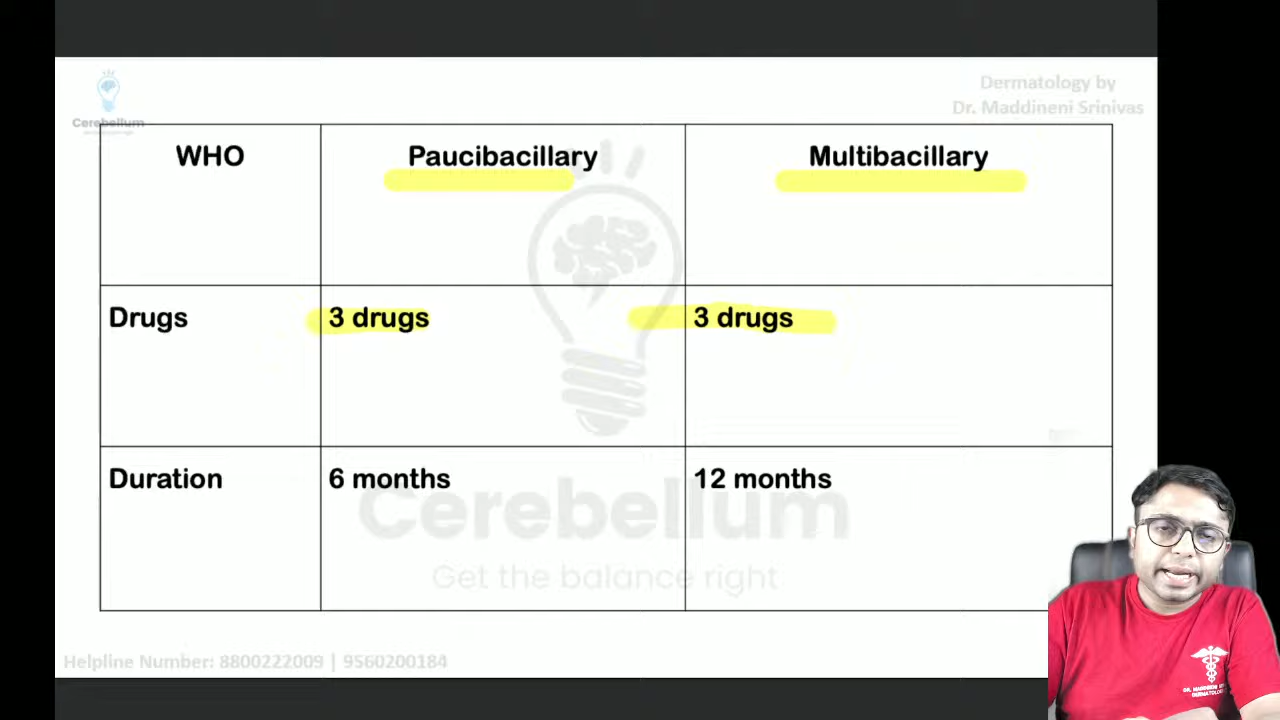 Dermatology by
Dr. Maddineni Srinivas
Cerebellum
WHO
Paucibacillary
Multibacillary
Drugs
3 drugs
3 drugs
Duration
6 months
12 months
Cerebellum
Get the balance right
Helpline Number: 8800222009 | 9560200184